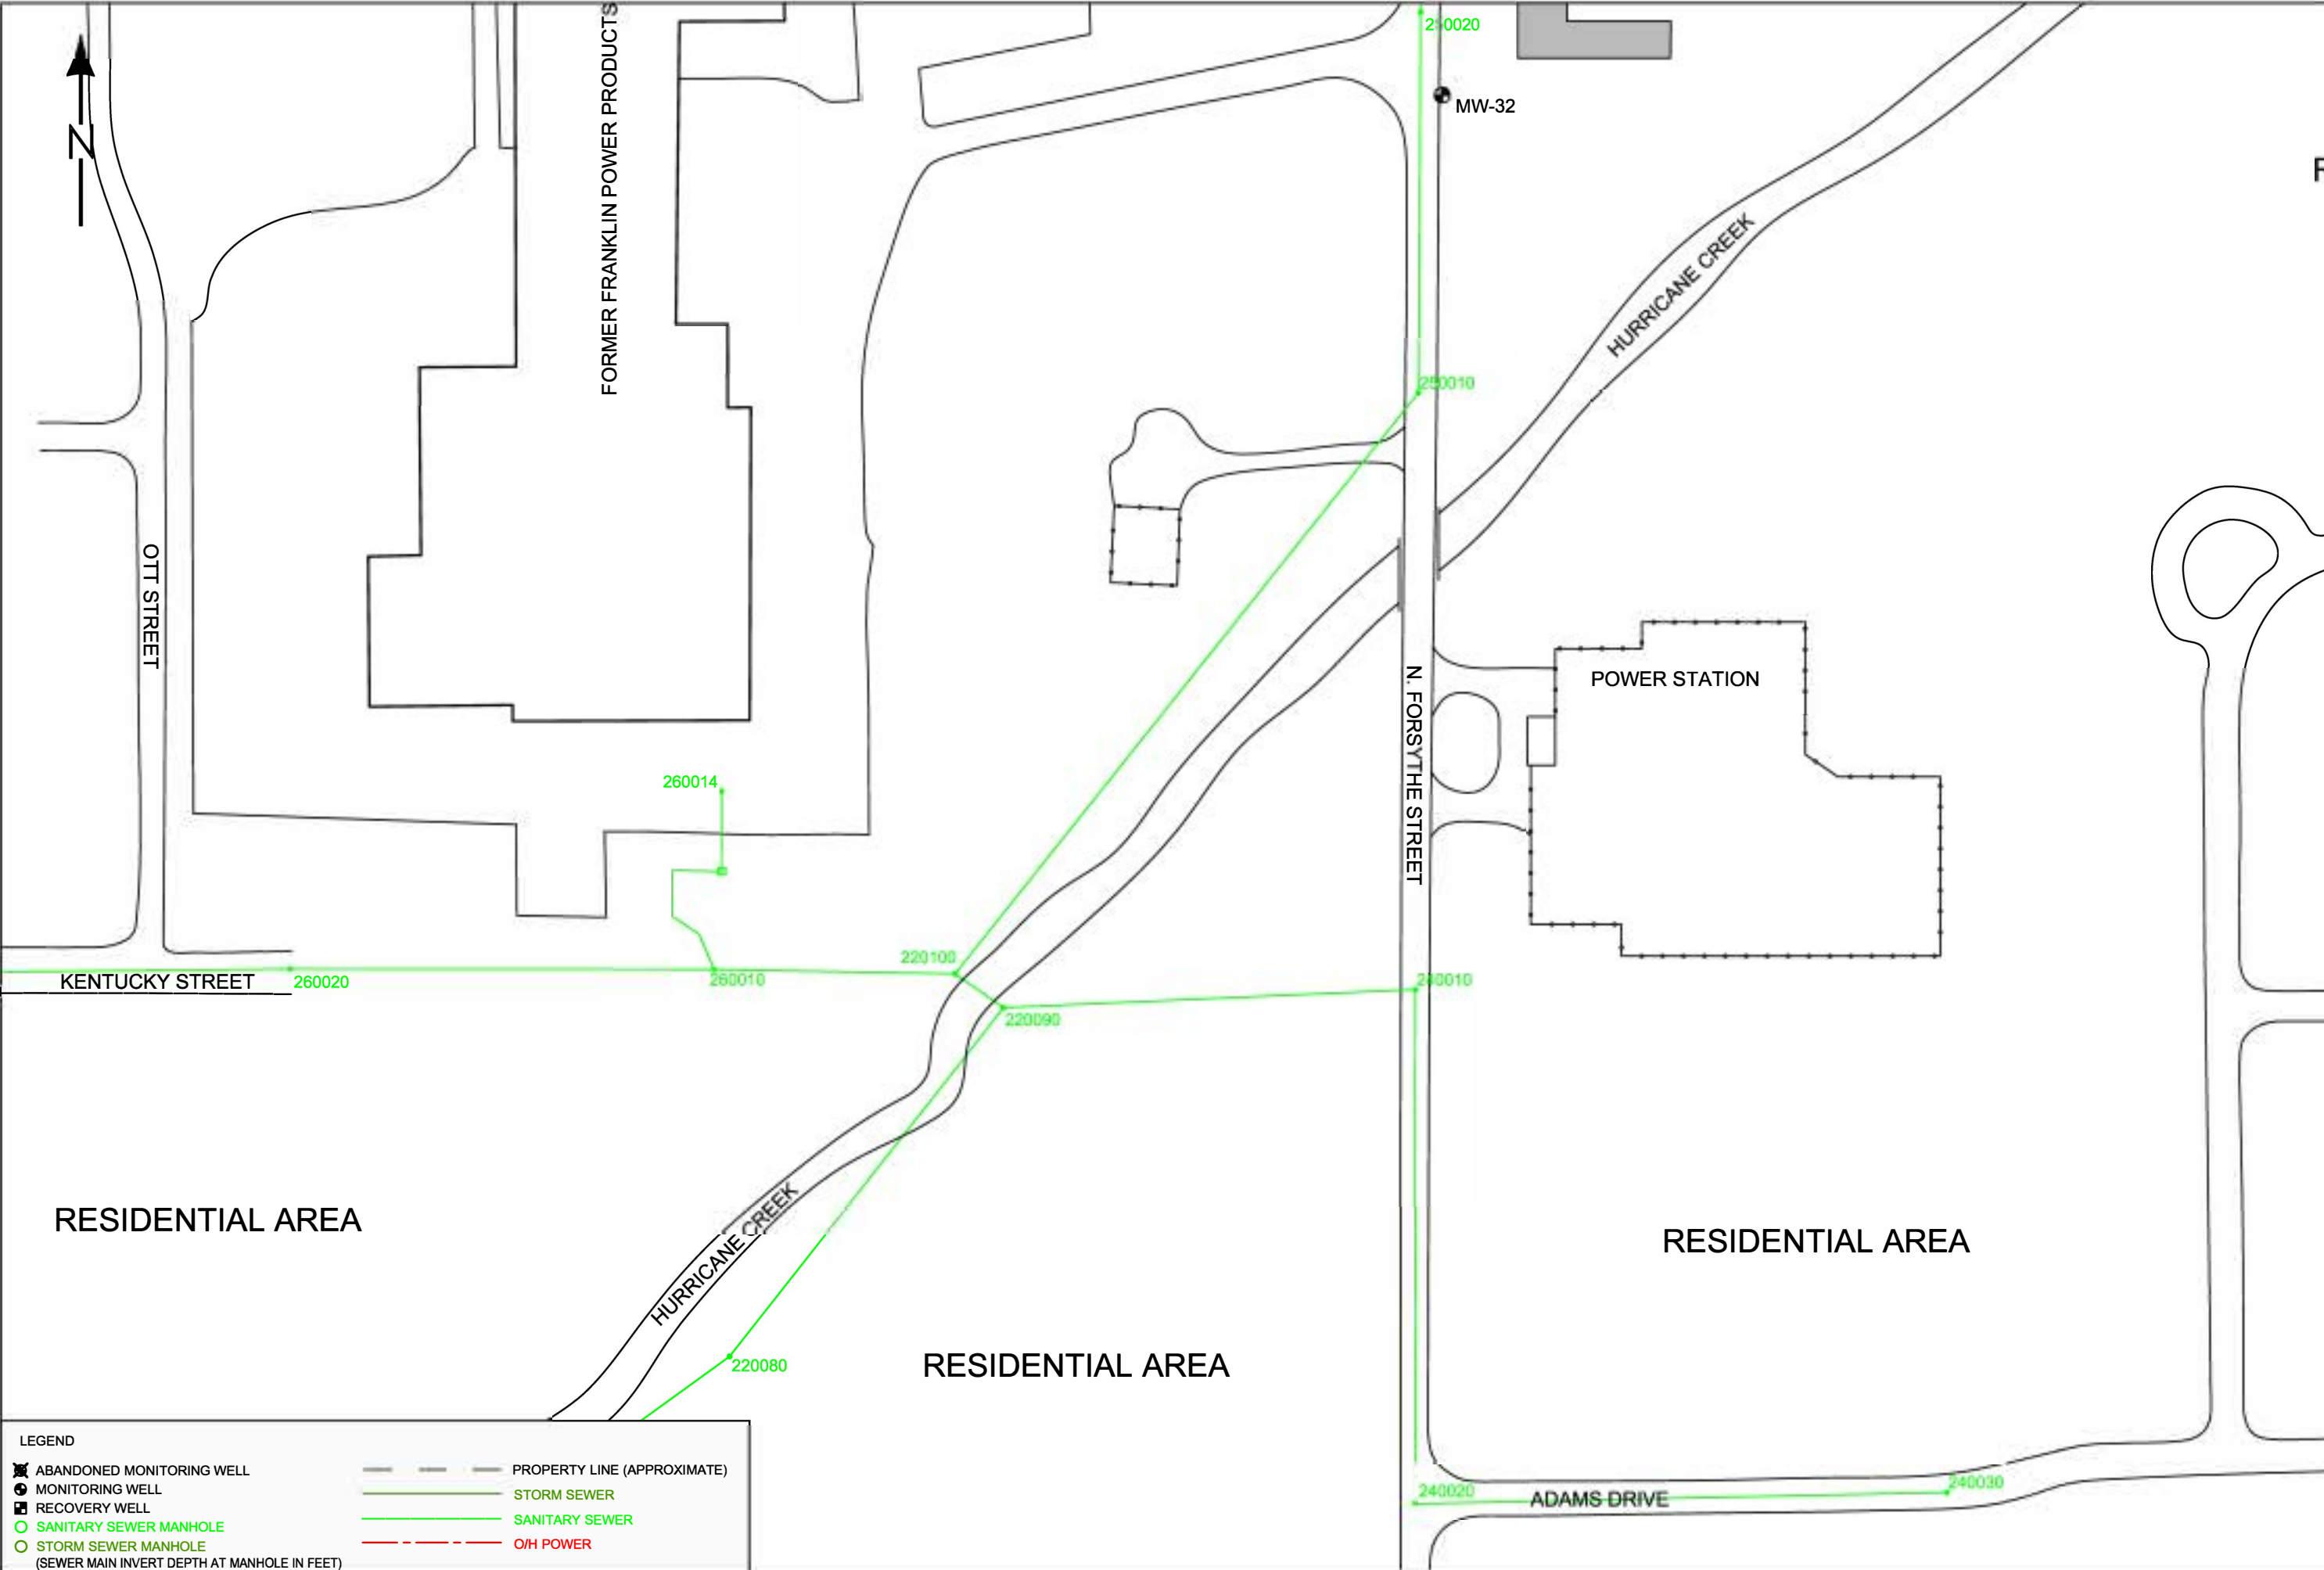 250020
MW-32
N
FORMER FRANKLIN POWER PRODUCTS
HURRICANE CREEK
250010
OTT STREET
N. FORSYTHE STREET
POWER STATION
260014
220100
KENTUCKY STREET
260020
260010
240010
220090
RESIDENTIAL AREA
HURRICANE CREEK
RESIDENTIAL AREA
220080
RESIDENTIAL AREA
240020
ADAMS DRIVE
240030
LEGEND
ABANDONED MONITORING WELL
MONITORING WELL
RECOVERY WELL
SANITARY SEWER MANHOLE
STORM SEWER MANHOLE
(SEWER MAIN INVERT DEPTH AT MANHOLE IN FEET)
PROPERTY LINE (APPROXIMATE)
STORM SEWER
SANITARY SEWER
O/H POWER